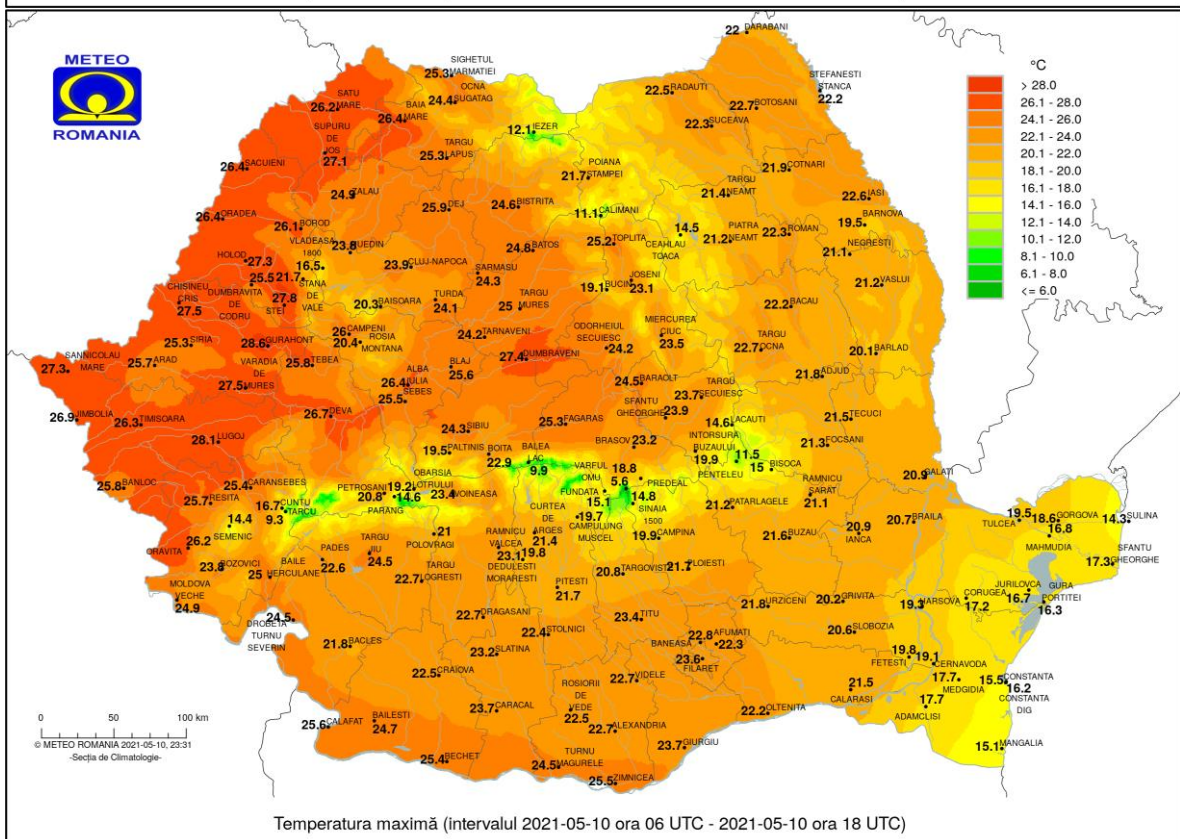 METEO
ROMANIA
°C
> 28.0
26.1 - 28.0
24.1 - 26.0
22.1 - 24.0
20.1 - 22.0
18.1 - 20.0
16.1 - 18.0
14.1 - 16.0
12.1 - 14.0
10.1 - 12.0
8.1 - 10.0
6.1 - 8.0
<= 6.0
22 DARABANI
25.3 SIGHETUL MARMATIEI
24.4 OCNA SUGATAG
22.5 RADAUTI
STEFANESTI STANCA 22.2
26.2 SATU MARE
26.4 BAIA MARE
22.7 BOTOSANI
22.3 SUCEAVA
12.1 IEZER
SUPURU DE JOS 27.1
25.3 TARGU LAPUS
26.4 SACUIENI
21.7 POIANA STAMPEI
21.9 COTNARI
24.9 ZALAU
25.9 DEJ
24.6 BISTRITA
11.1 CALIMANI
21.4 TARGU NEAMT
22.6 IASI
26.4 ORADEA
26.1 BOROD
14.5 CEAHLAU TOACA
21.2 PIATRA NEAMT
22.3 ROMAN
19.5 BARNOVA
VLADEASA 1800 16.5
23.8 HUEDIN
24.8 BATOS
25.2 TOPLITA
21.1 NEGRESTI
HOLOD 27.3
23.9 CLUJ-NAPOCA
SARMASU 24.3
JOSENI 23.1
21.2 VASLUI
25.5 DUMBRAVITA DE CODRU
21.7 STANA DE VALE
19.1 BUCIN
CHISINEU CRIS 27.5
27.8 STEI
20.3 BAISOARA
TURDA 24.1
25 TARGU MURES
22.2 BACAU
25.3 SIRIA
28.6 GURAHONT
26 CAMPENI
20.4 ROSIA MONTANA
24.2 TARNAVENI
ODORHEIUL SECUIESC 24.2
MIERCUREA CIUC 23.5
22.7 TARGU OCNA
20.1 BARLAD
27.3 SANNICOLAU MARE
25.7 ARAD
25.8 TEBEA
BLAJ 25.6
27.4 DUMBRAVENI
21.8 ADJUD
27.5 VARADIA DE MURES
26.4 ALBA IULIA
25.5 SEBES
24.5 BARAOLT
23.7 TARGU SECUIESC
26.9 JIMBOLIA
26.3 TIMISOARA
26.7 DEVA
24.3 SIBIU
25.3 FAGARAS
SFANTU GHEORGHE 23.9
14.6 LACAUTI
21.5 TECUCI
28.1 LUGOJ
19.5 PALTINIS
BOITA 22.9
BALEA LAC 9.9
BRASOV 23.2
INTORSURA BUZAULUI 19.9
11.5 PENTELEU
15 BISOCA
21.3 FOCSANI
25.8 BANLOC
25.7 RESITA
25.4 CARANSEBES
PETROSANI 20.8
19.2 OBARSIA LOTRULUI
14.6 PARANG
23.4 VOINEASA
VARFUL OMU 5.6
18.8 PREDEAL
FUNDATA 15.1
14.8 SINAIA 1500
RAMNICU SARAT 21.1
20.9 GALATI
16.7 CUNTU
9.3 TARCU
14.4 SEMENIC
21 POLOVRAGI
CURTEA DE ARGES 21.4
19.7 CAMPULUNG MUSCEL
19.9 CAMPINA
21.2 PATARLAGELE
21.6 BUZAU
20.9 IANCA
20.7 BRAILA
19.5 TULCEA
18.6 GORGOVA
16.8 MAHMUDIA
14.3 SULINA
26.2 ORAVITA
23.8 BOZOVICI
25 BAILE HERCULANE
PADES 22.6
TARGU JIU 24.5
RAMNICU VALCEA 23.1
19.8 DEDULESTI MORARESTI
22.7 TARGU LOGRESTI
PITESTI 21.7
20.8 TARGOVISTE
21.1 PLOIESTI
17.3 SFANTU GHEORGHE
MOLDOVA VECHE 24.9
24.5 DROBETA TURNU SEVERIN
22.7 DRAGASANI
23.4 TITU
21.8 URZICENI
20.2 GRIVITA
19.3 HARSOVA
CORUGEA 17.2
JURILOVCA 16.7
GURA PORTITEI 16.3
21.8 BACLES
22.4 STOLNICI
23.2 SLATINA
BANEASA 22.8
AFUMATI 22.3
23.6 FILARET
20.6 SLOBOZIA
19.8 FETESTI
19.1 CERNAVODA
22.5 CRAIOVA
22.7 VIDELE
21.5 CALARASI
17.7 MEDGIDIA
15.5 CONSTANTA
16.2 CONSTANTA DIG
25.6 CALAFAT
BAILESTI 24.7
23.7 CARACAL
ROSIORII DE VEDE 22.5
22.7 ALEXANDRIA
22.2 OLTENITA
17.7 ADAMCLISI
25.4 BECHET
24.5 TURNU MAGURELE
25.5 ZIMNICEA
23.7 GIURGIU
15.1 MANGALIA
0 50 100 km
© METEO ROMANIA 2021-05-10, 23:31
-Secția de Climatologie-
Temperatura maximă (intervalul 2021-05-10 ora 06 UTC - 2021-05-10 ora 18 UTC)